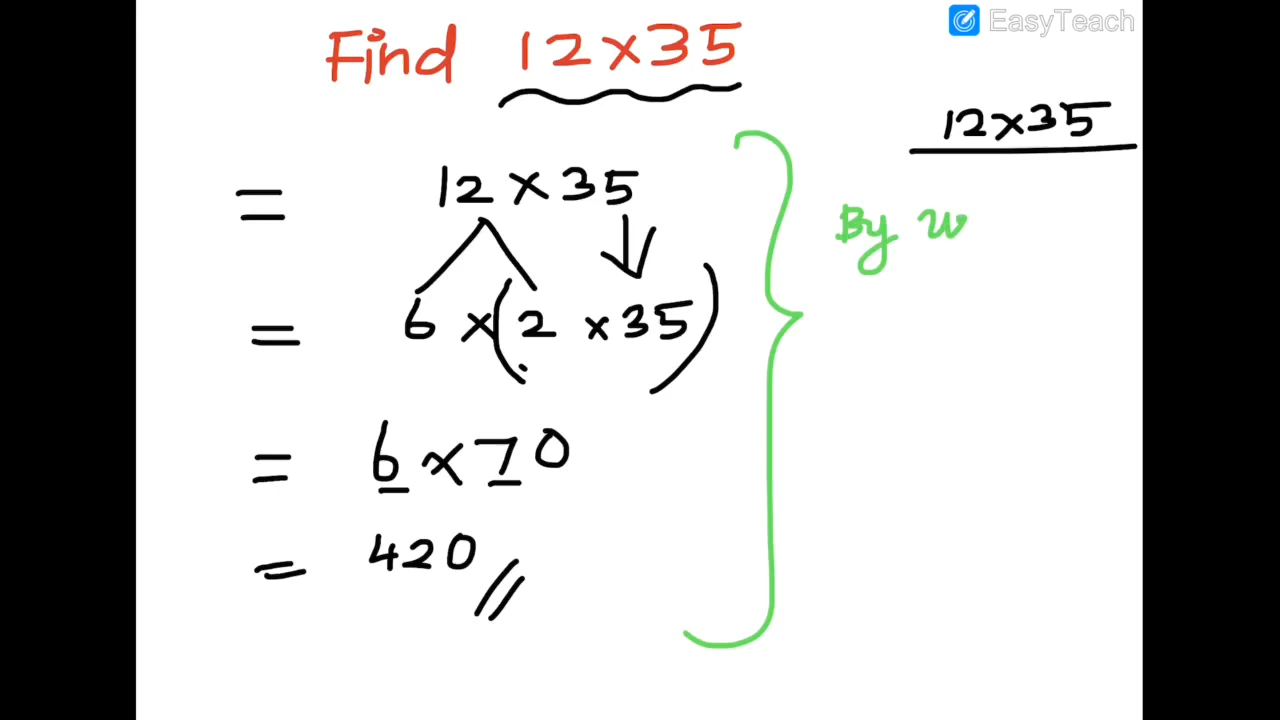 EasyTeach
Find 12×35
= 12×35
= 6×(2×35)
= 6×70
= 420
12×35
By w